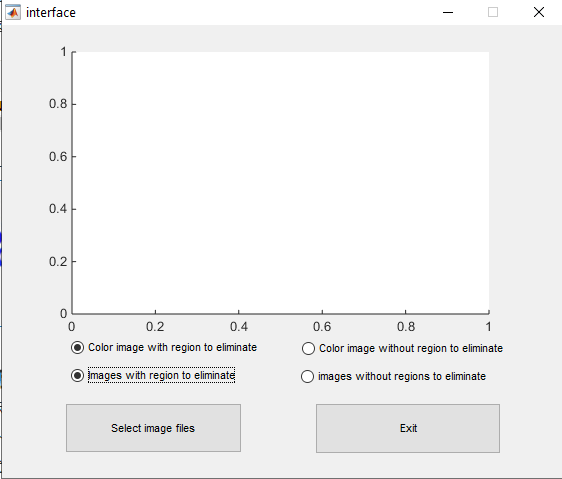 interface
1
0.8
0.6
0.4
0.2
0
0 0.2 0.4 0.6 0.8 1
Color image with region to eliminate Color image without region to eliminate
Images with region to eliminate images without regions to eliminate
Select image files Exit